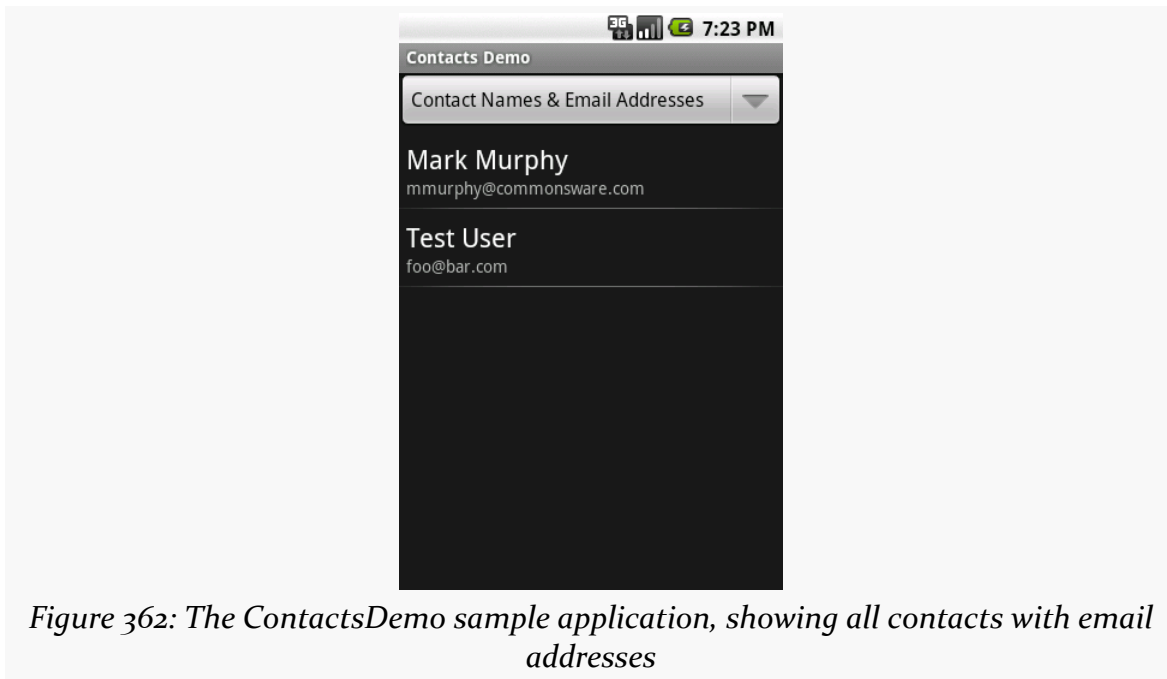 3G 7:23 PM
Contacts Demo
Contact Names & Email Addresses
Mark Murphy
mmurphy@commonsware.com
Test User
foo@bar.com
Figure 362: The ContactsDemo sample application, showing all contacts with email
addresses